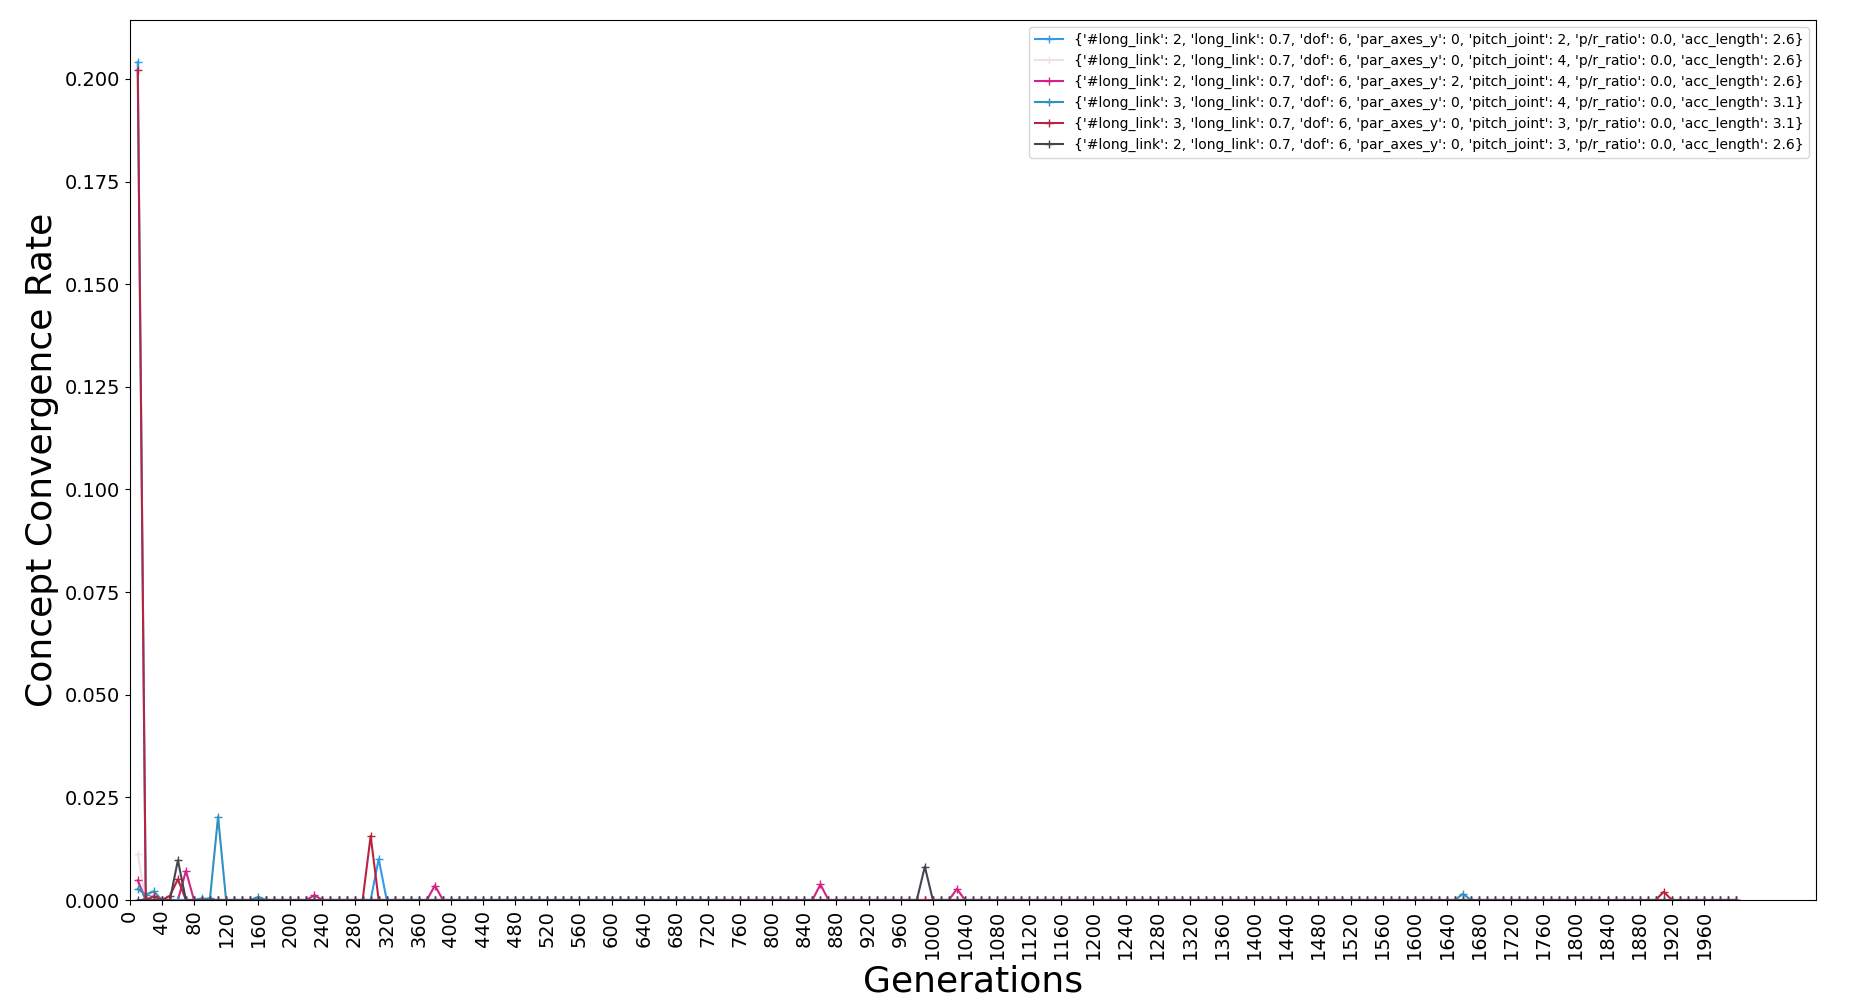 {'#long_link': 2, 'long_link': 0.7, 'dof': 6, 'par_axes_y': 0, 'pitch_joint': 2, 'p/r_ratio': 0.0, 'acc_length': 2.6}
{'#long_link': 2, 'long_link': 0.7, 'dof': 6, 'par_axes_y': 0, 'pitch_joint': 4, 'p/r_ratio': 0.0, 'acc_length': 2.6}
{'#long_link': 2, 'long_link': 0.7, 'dof': 6, 'par_axes_y': 2, 'pitch_joint': 4, 'p/r_ratio': 0.0, 'acc_length': 2.6}
{'#long_link': 3, 'long_link': 0.7, 'dof': 6, 'par_axes_y': 0, 'pitch_joint': 4, 'p/r_ratio': 0.0, 'acc_length': 3.1}
{'#long_link': 3, 'long_link': 0.7, 'dof': 6, 'par_axes_y': 0, 'pitch_joint': 3, 'p/r_ratio': 0.0, 'acc_length': 3.1}
{'#long_link': 2, 'long_link': 0.7, 'dof': 6, 'par_axes_y': 0, 'pitch_joint': 3, 'p/r_ratio': 0.0, 'acc_length': 2.6}
Concept Convergence Rate
0.200
0.175
0.150
0.125
0.100
0.075
0.050
0.025
0.000
0 40 80 120 160 200 240 280 320 360 400 440 480 520 560 600 640 680 720 760 800 840 880 920 960 1000 1040 1080 1120 1160 1200 1240 1280 1320 1360 1400 1440 1480 1520 1560 1600 1640 1680 1720 1760 1800 1840 1880 1920 1960
Generations